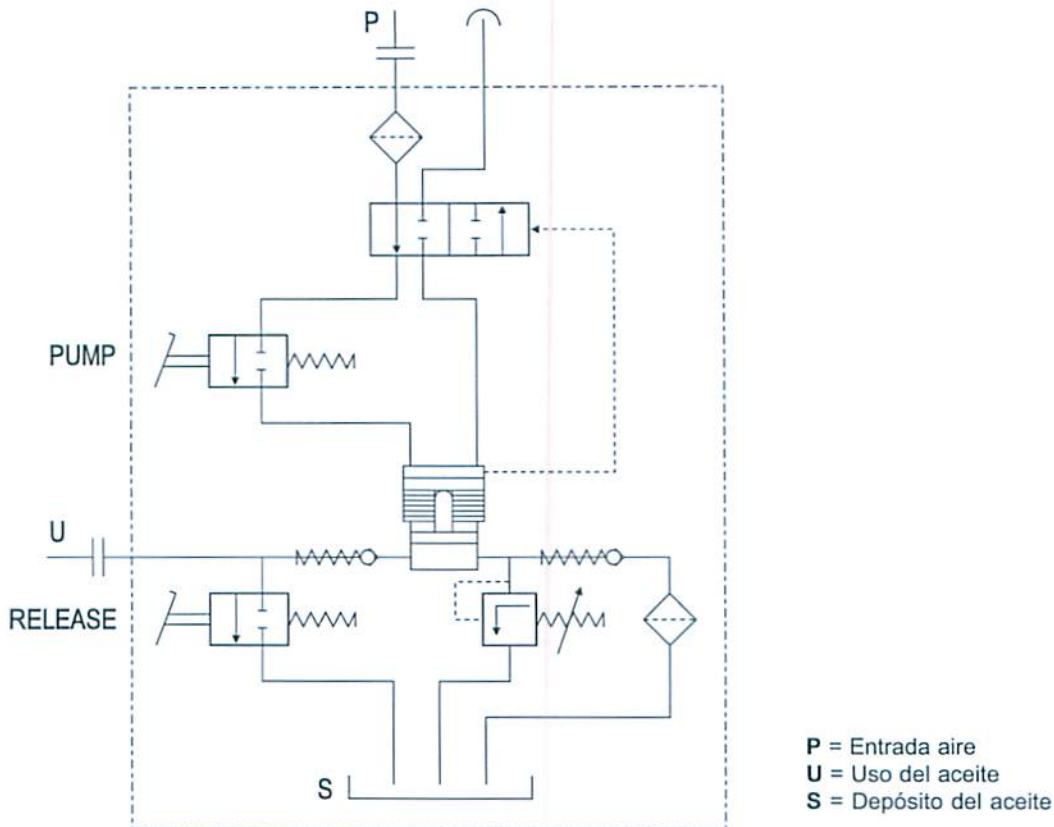 P
PUMP
U
RELEASE
S
P = Entrada aire
U = Uso del aceite
S = Depósito del aceite